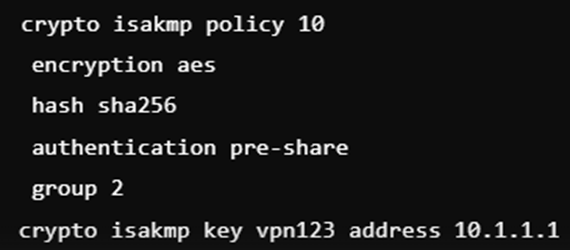 crypto isakmp policy 10
encryption aes
hash sha256
authentication pre-share
group 2
crypto isakmp key vpn123 address 10.1.1.1